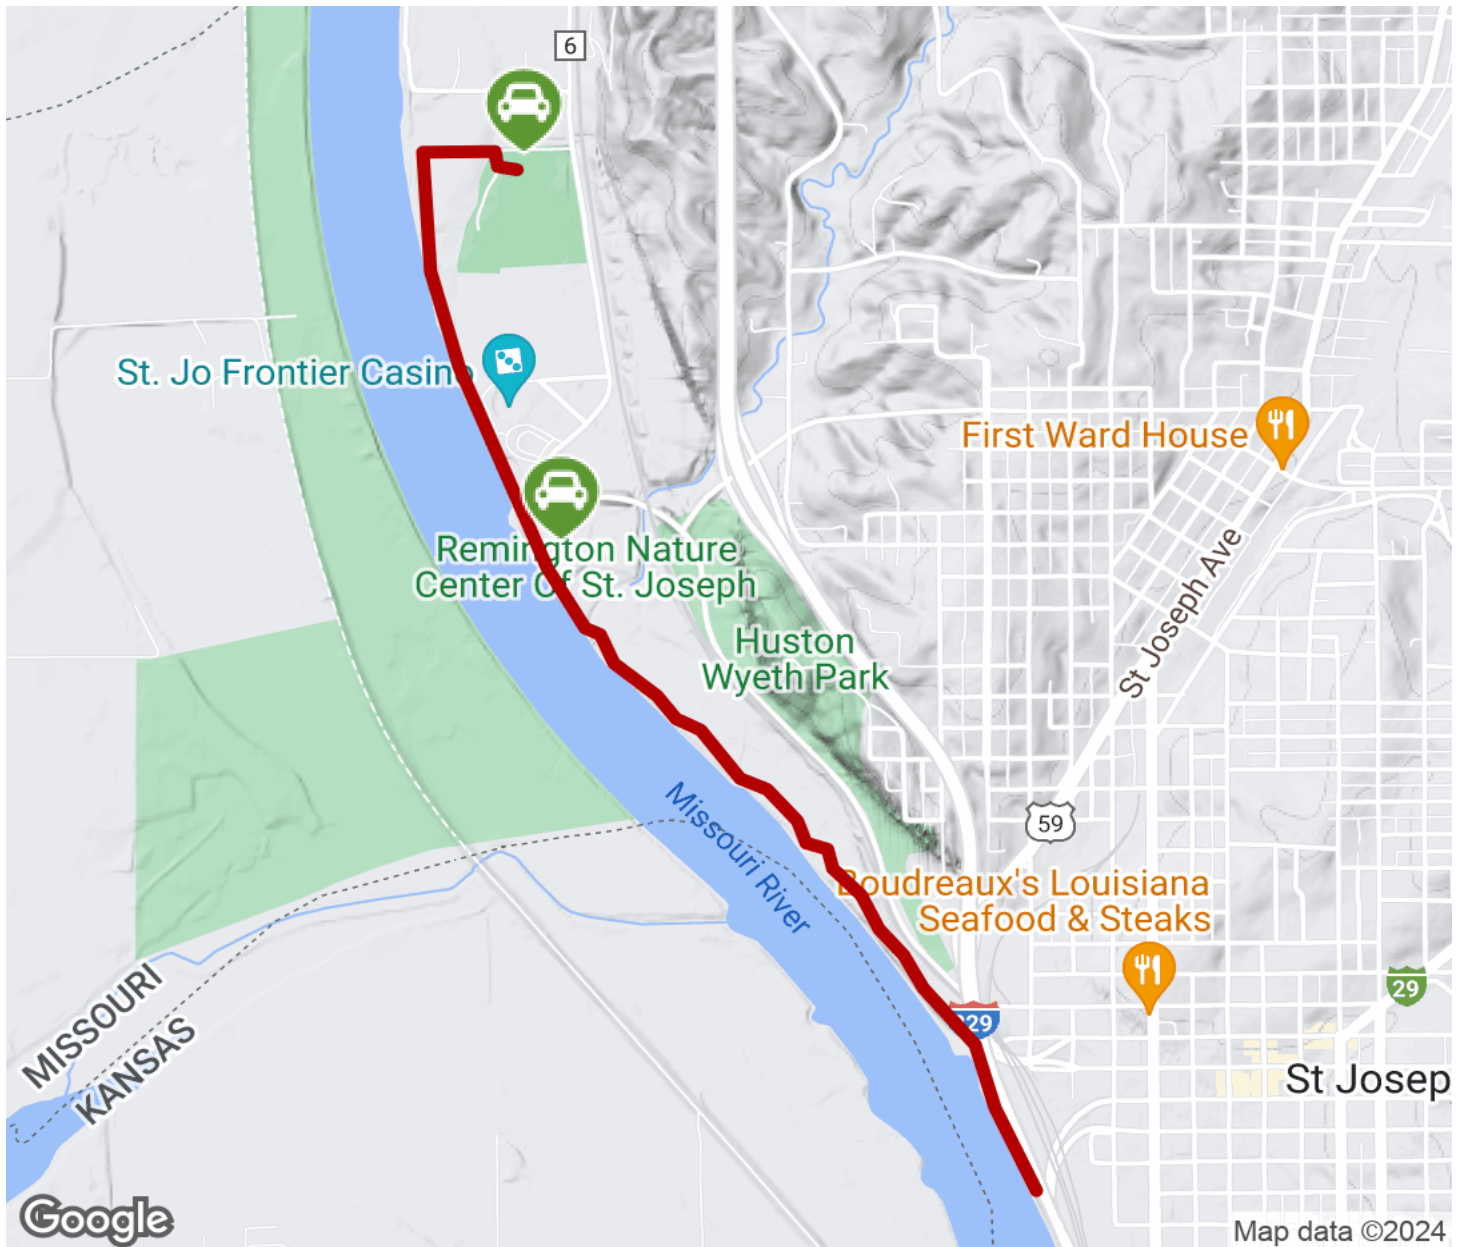 6
St. Jo Frontier Casino
First Ward House
Remington Nature
Center Of St. Joseph
St Joseph Ave
Huston
Wyeth Park
59
Missouri River
Boudreaux's Louisiana
Seafood & Steaks
29
229
MISSOURI
KANSAS
St Josep
Google
Map data ©2024